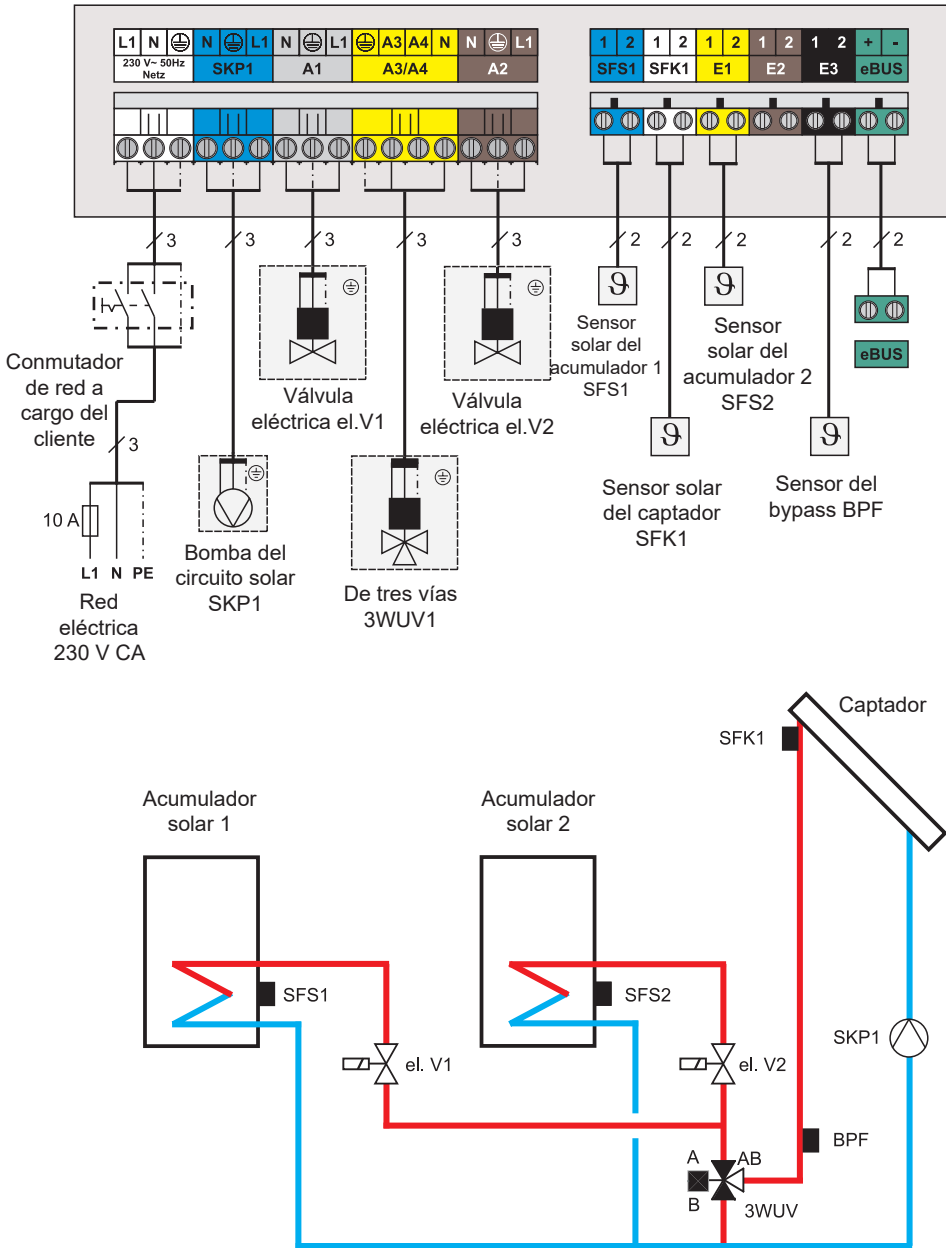 L1 N N L1 N L1 A3 A4 N N L1
230 V~ 50Hz
Netz
SKP1 A1 A3/A4 A2
1 2 1 2 1 2 1 2 1 2 + -
SFS1 SFK1 E1 E2 E3 eBUS
3 3 3 3 3 2 2 2 2 2
Conmutador
de red a
cargo del
cliente
3
10 A
L1 N PE
Red
eléctrica
230 V CA
Bomba del
circuito solar
SKP1
Válvula
eléctrica el.V1
De tres vías
3WUV1
Válvula
eléctrica el.V2
Sensor
solar del
acumulador 1
SFS1
Sensor solar
del captador
SFK1
Sensor
solar del
acumulador 2
SFS2
Sensor del
bypass BPF
eBUS
Captador
SFK1
Acumulador
solar 1
Acumulador
solar 2
SFS1
SFS2
SKP1
el. V1
el. V2
BPF
A
AB
B
3WUV